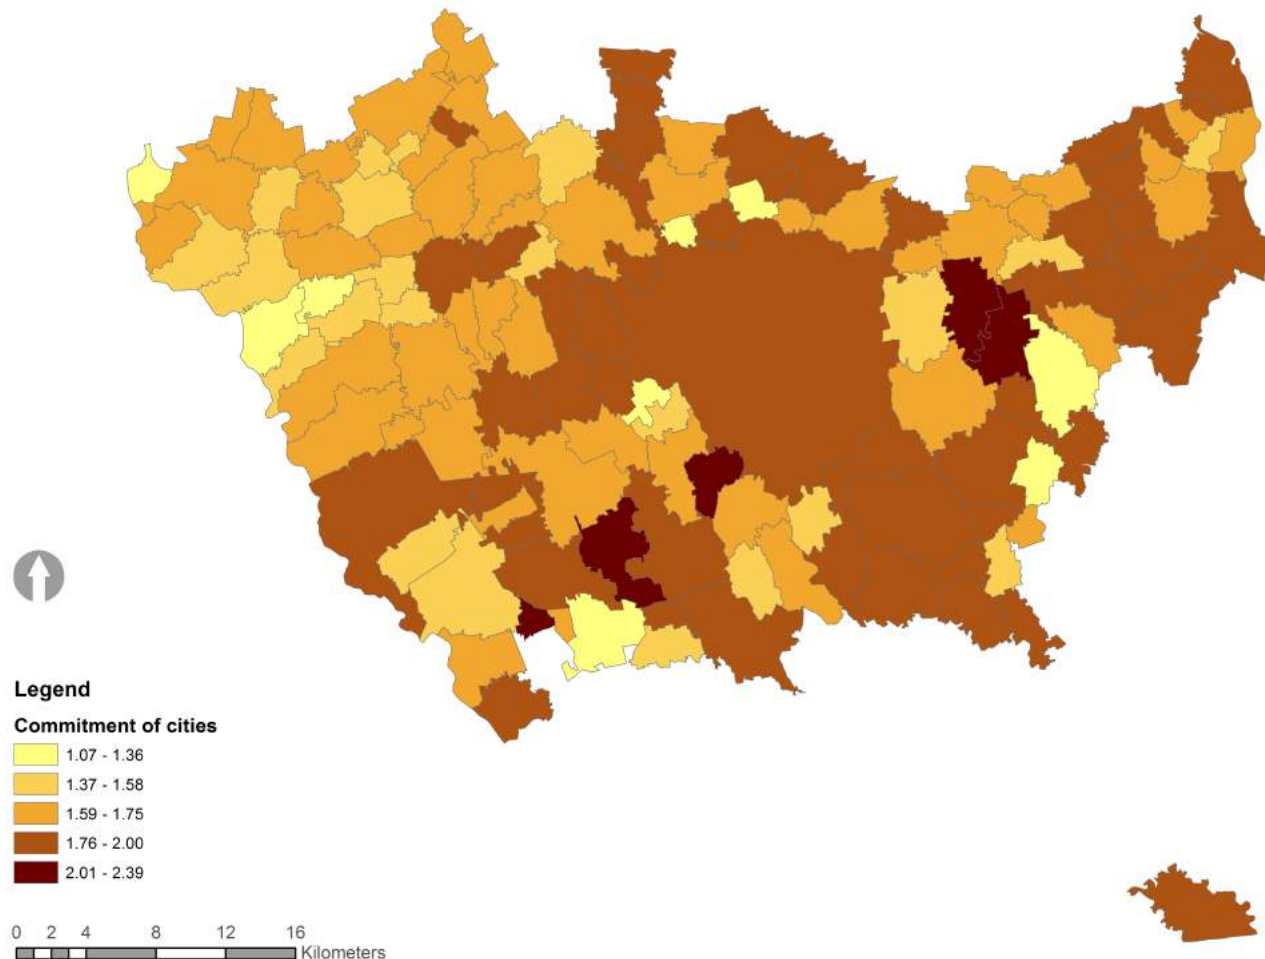 Legend
Commitment of cities
1.07 - 1.36
1.37 - 1.58
1.59 - 1.75
1.76 - 2.00
2.01 - 2.39
0 2 4 8 12 16
Kilometers